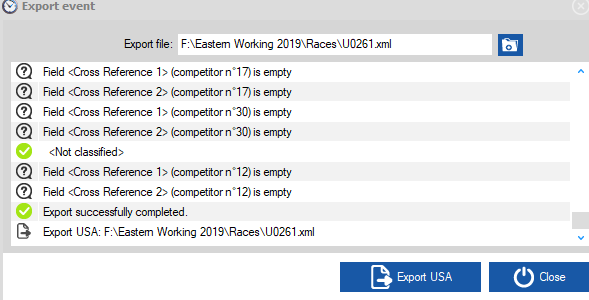 Export event
Export file: F:\Eastern Working 2019\Races\U0261.xml
Field <Cross Reference 1> (competitor n°17) is empty
Field <Cross Reference 2> (competitor n°17) is empty
Field <Cross Reference 1> (competitor n°30) is empty
Field <Cross Reference 2> (competitor n°30) is empty
<Not classified>
Field <Cross Reference 1> (competitor n°12) is empty
Field <Cross Reference 2> (competitor n°12) is empty
Export successfully completed.
Export USA: F:\Eastern Working 2019\Races\U0261.xml
Export USA Close